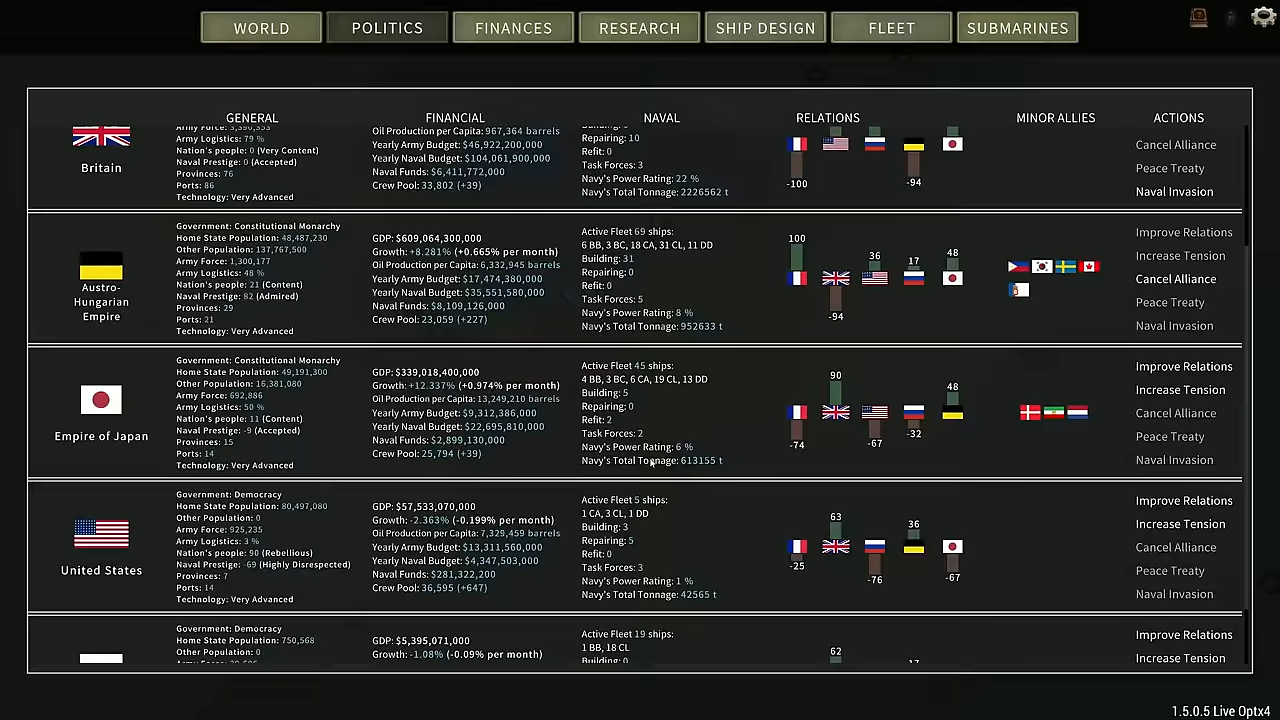 WORLD
POLITICS
FINANCES
RESEARCH
SHIP DESIGN
FLEET
SUBMARINES
GENERAL
FINANCIAL
NAVAL
RELATIONS
MINOR ALLIES
ACTIONS
Britain
Army Logistics: 79 %
Nation's people: 0 (Very Content)
Naval Prestige: 0 (Accepted)
Provinces: 76
Ports: 86
Technology: Very Advanced
Oil Production per Capita: 967,364 barrels
Yearly Army Budget: $46,922,200,000
Yearly Naval Budget: $104,061,900,000
Naval Funds: $6,411,772,000
Crew Pool: 33,802 (+39)
Repairing: 10
Refit: 0
Task Forces: 3
Navy's Power Rating: 22 %
Navy's Total Tonnage: 2226562 t
-100
-94
Cancel Alliance
Peace Treaty
Naval Invasion
Austro-
Hungarian
Empire
Government: Constitutional Monarchy
Home State Population: 48,487,230
Other Population: 137,767,500
Army Force: 1,300,177
Army Logistics: 48 %
Nation's people: 21 (Content)
Naval Prestige: 82 (Admired)
Provinces: 29
Ports: 21
Technology: Very Advanced
GDP: $609,064,300,000
Growth: +8.281% (+0.665% per month)
Oil Production per Capita: 6,332,945 barrels
Yearly Army Budget: $17,474,380,000
Yearly Naval Budget: $35,551,580,000
Naval Funds: $8,109,126,000
Crew Pool: 23,059 (+227)
Active Fleet 69 ships:
6 BB, 3 BC, 18 CA, 31 CL, 11 DD
Building: 31
Repairing: 0
Refit: 0
Task Forces: 5
Navy's Power Rating: 8 %
Navy's Total Tonnage: 952633 t
100
36
17
48
-94
Improve Relations
Increase Tension
Cancel Alliance
Peace Treaty
Naval Invasion
Empire of Japan
Government: Constitutional Monarchy
Home State Population: 49,191,300
Other Population: 16,381,080
Army Force: 692,886
Army Logistics: 50 %
Nation's people: 11 (Content)
Naval Prestige: -9 (Accepted)
Provinces: 15
Ports: 14
Technology: Very Advanced
GDP: $339,018,400,000
Growth: +12.337% (+0.974% per month)
Oil Production per Capita: 13,249,210 barrels
Yearly Army Budget: $9,312,386,000
Yearly Naval Budget: $22,695,810,000
Naval Funds: $2,899,130,000
Crew Pool: 25,794 (+39)
Active Fleet 45 ships:
4 BB, 3 BC, 6 CA, 19 CL, 13 DD
Building: 5
Repairing: 0
Refit: 2
Task Forces: 2
Navy's Power Rating: 6 %
Navy's Total Tonnage: 613155 t
90
48
-74
-67
-32
Improve Relations
Increase Tension
Cancel Alliance
Peace Treaty
Naval Invasion
United States
Government: Democracy
Home State Population: 80,497,080
Other Population: 0
Army Force: 925,235
Army Logistics: 3 %
Nation's people: 90 (Rebellious)
Naval Prestige: -69 (Highly Disrespected)
Provinces: 7
Ports: 14
Technology: Very Advanced
GDP: $57,533,070,000
Growth: -2.363% (-0.199% per month)
Oil Production per Capita: 7,329,459 barrels
Yearly Army Budget: $13,311,560,000
Yearly Naval Budget: $4,347,503,000
Naval Funds: $281,322,200
Crew Pool: 36,595 (+647)
Active Fleet 5 ships:
1 CA, 3 CL, 1 DD
Building: 3
Repairing: 5
Refit: 0
Task Forces: 3
Navy's Power Rating: 1 %
Navy's Total Tonnage: 42565 t
63
36
-25
-76
-67
Improve Relations
Increase Tension
Cancel Alliance
Peace Treaty
Naval Invasion
Government: Democracy
Home State Population: 750,568
Other Population: 0
GDP: $5,395,071,000
Growth: -1.08% (-0.09% per month)
Active Fleet 19 ships:
1 BB, 18 CL
62
Improve Relations
Increase Tension
1.5.0.5 Live Optx4